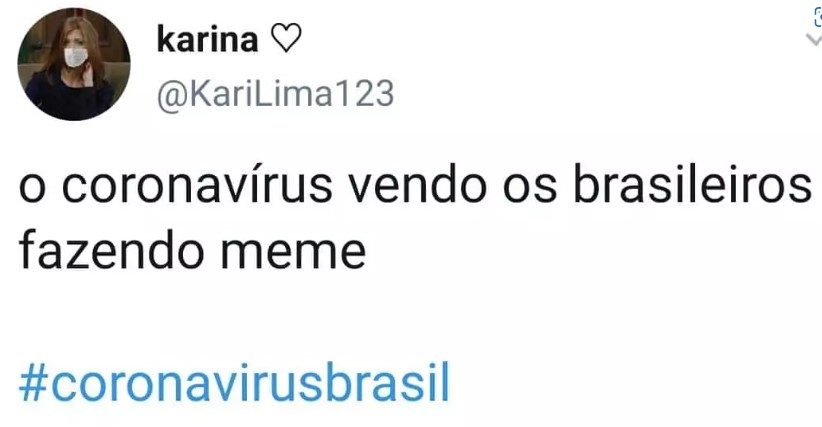 karina ♡
@KariLima123
o coronavírus vendo os brasileiros
fazendo meme
#coronavirusbrasil